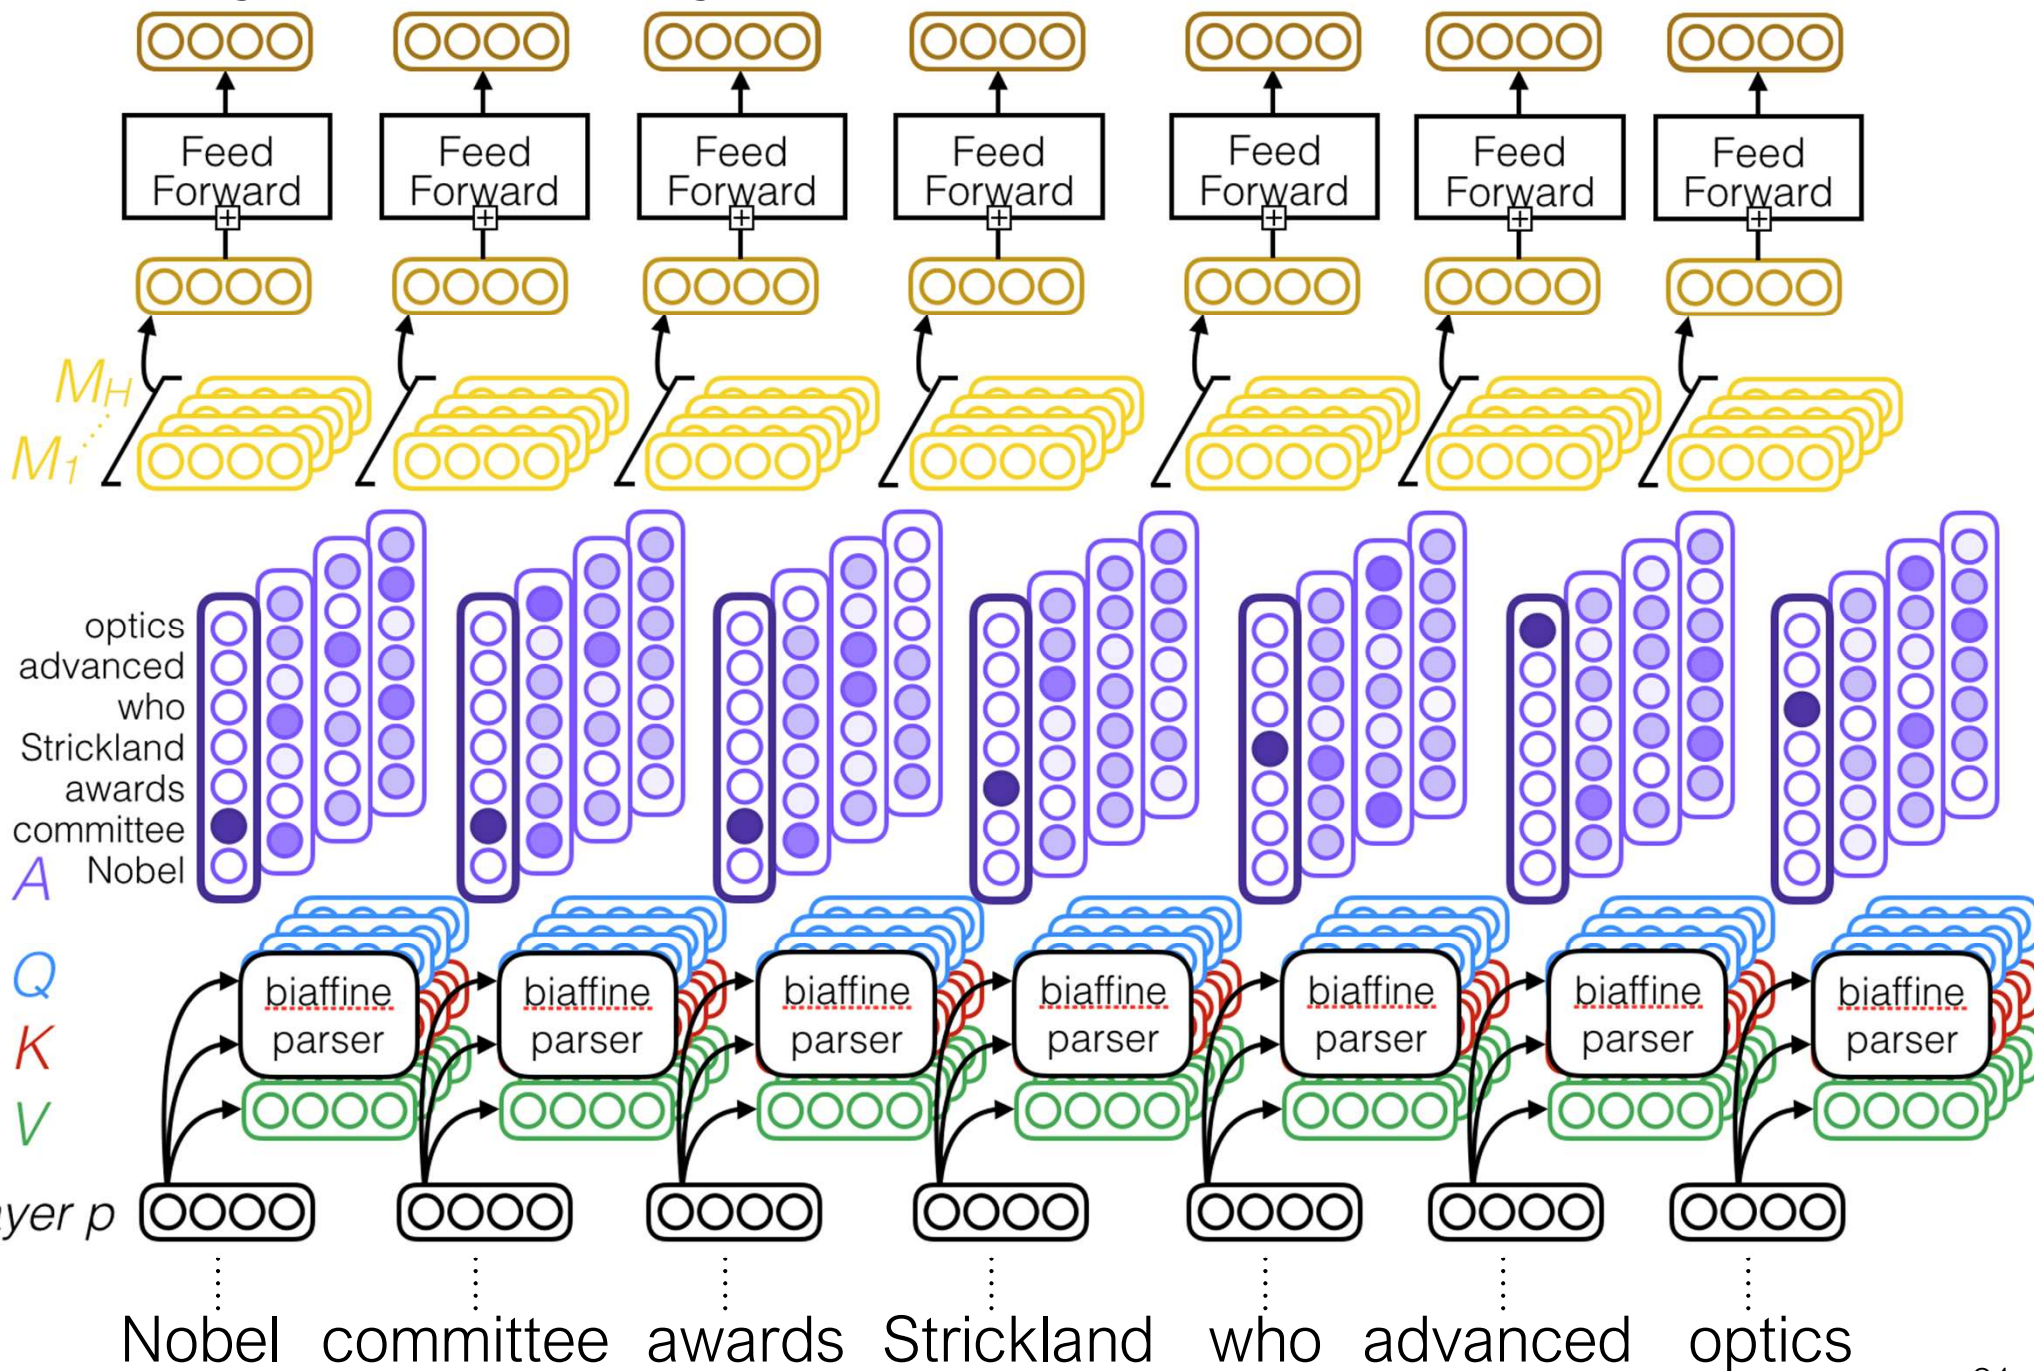 Feed Feed Feed Feed Feed Feed Feed
Forward Forward Forward Forward Forward Forward Forward
M_H
M_1
optics
advanced
who
Strickland
awards
committee
Nobel
A
Q
K
V
biaffine biaffine biaffine biaffine biaffine biaffine biaffine
parser parser parser parser parser parser parser
p
Nobel committee awards Strickland who advanced optics